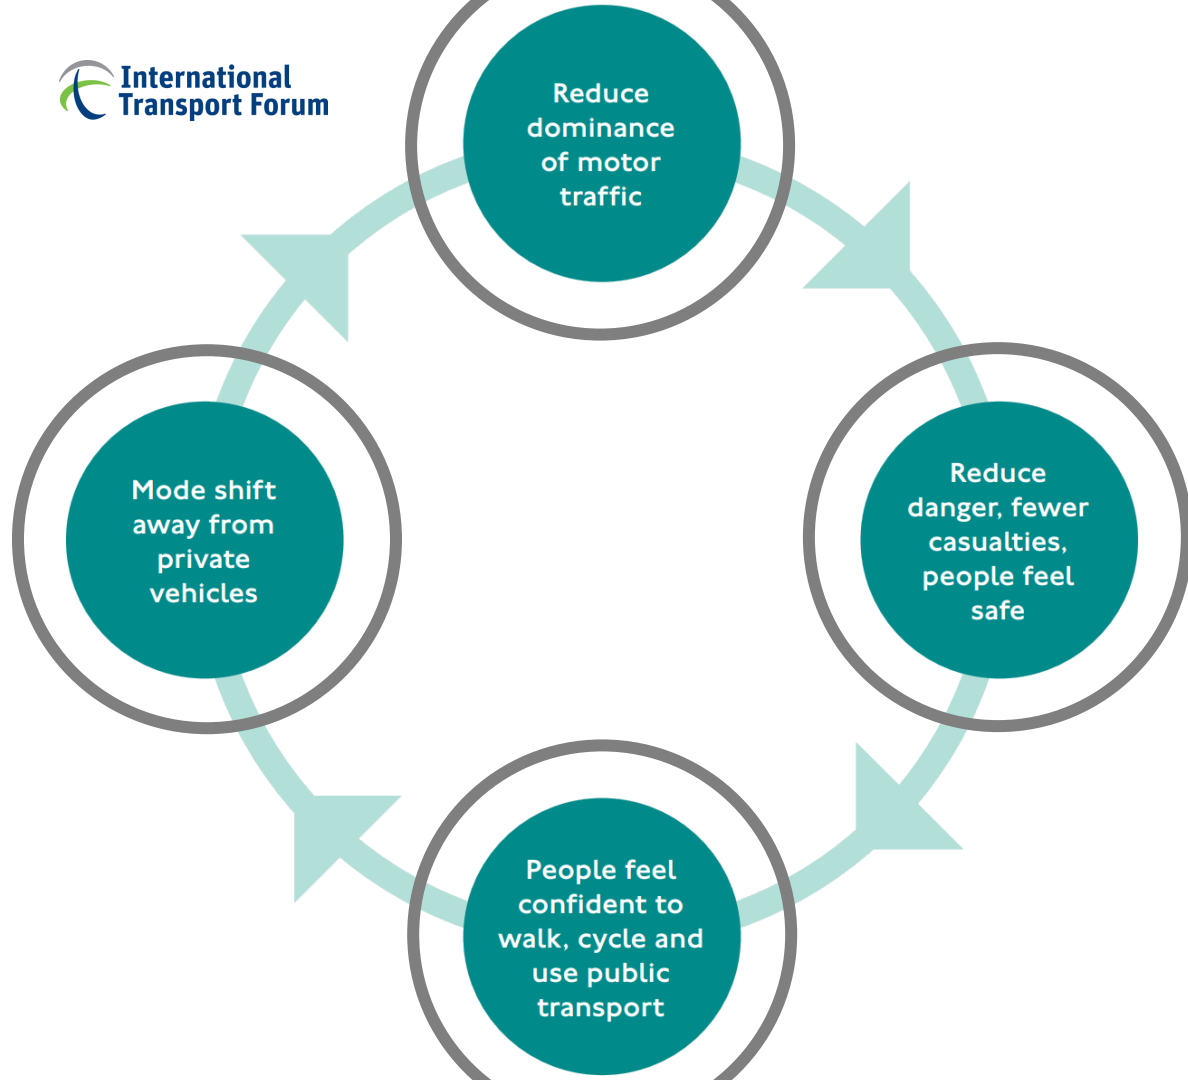 International
Transport Forum
Reduce
dominance
of motor
traffic
Reduce
danger, fewer
casualties,
people feel
safe
People feel
confident to
walk, cycle and
use public
transport
Mode shift
away from
private
vehicles